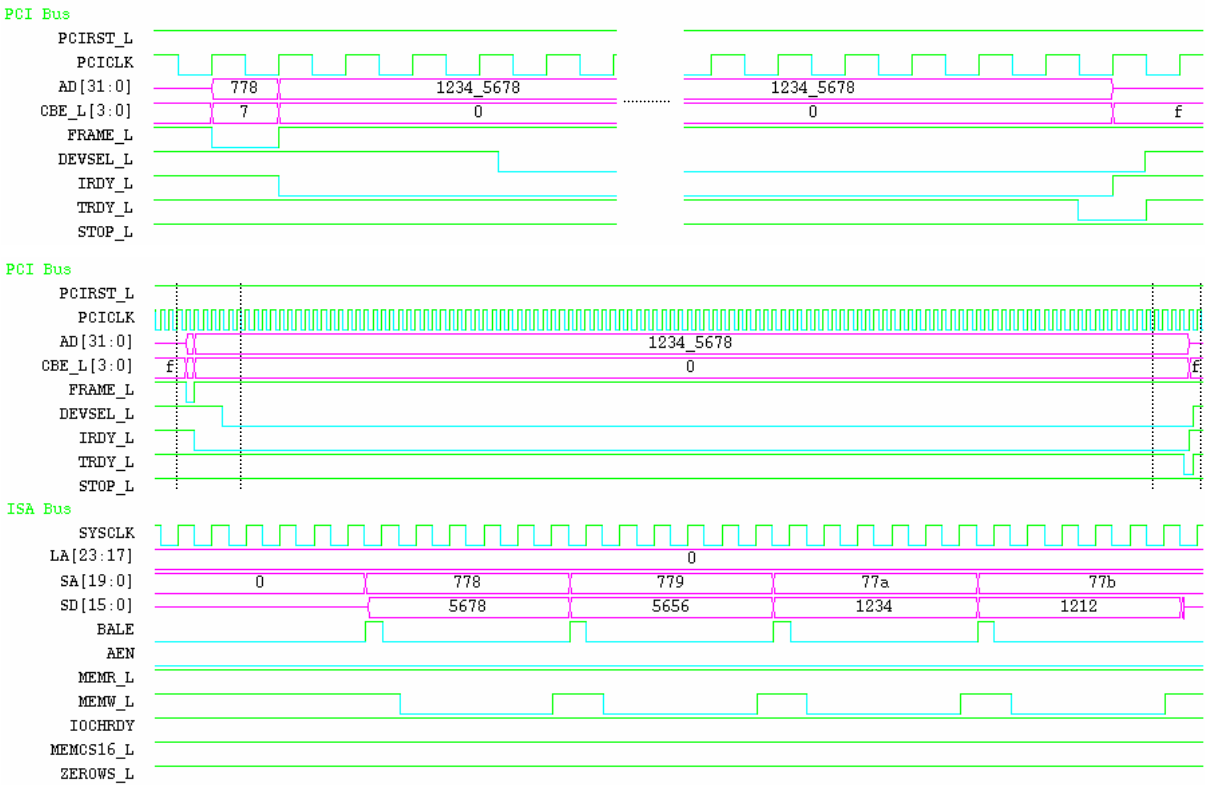 PCI Bus
PCIRST_L
PCICLK
AD[31:0] 778 1234_5678 1234_5678
CBE_L[3:0] 7 0 0 f
FRAME_L
DEVSEL_L
IRDY_L
TRDY_L
STOP_L
PCI Bus
PCIRST_L
PCICLK
AD[31:0] 1234_5678
CBE_L[3:0] f 0 f
FRAME_L
DEVSEL_L
IRDY_L
TRDY_L
STOP_L
ISA Bus
SYSCLK
LA[23:17] 0
SA[19:0] 0 778 779 77a 77b
SD[15:0] 5678 5656 1234 1212
BALE
AEN
MEMR_L
MEMW_L
IOCHRDY
MEMCS16_L
ZEROWS_L